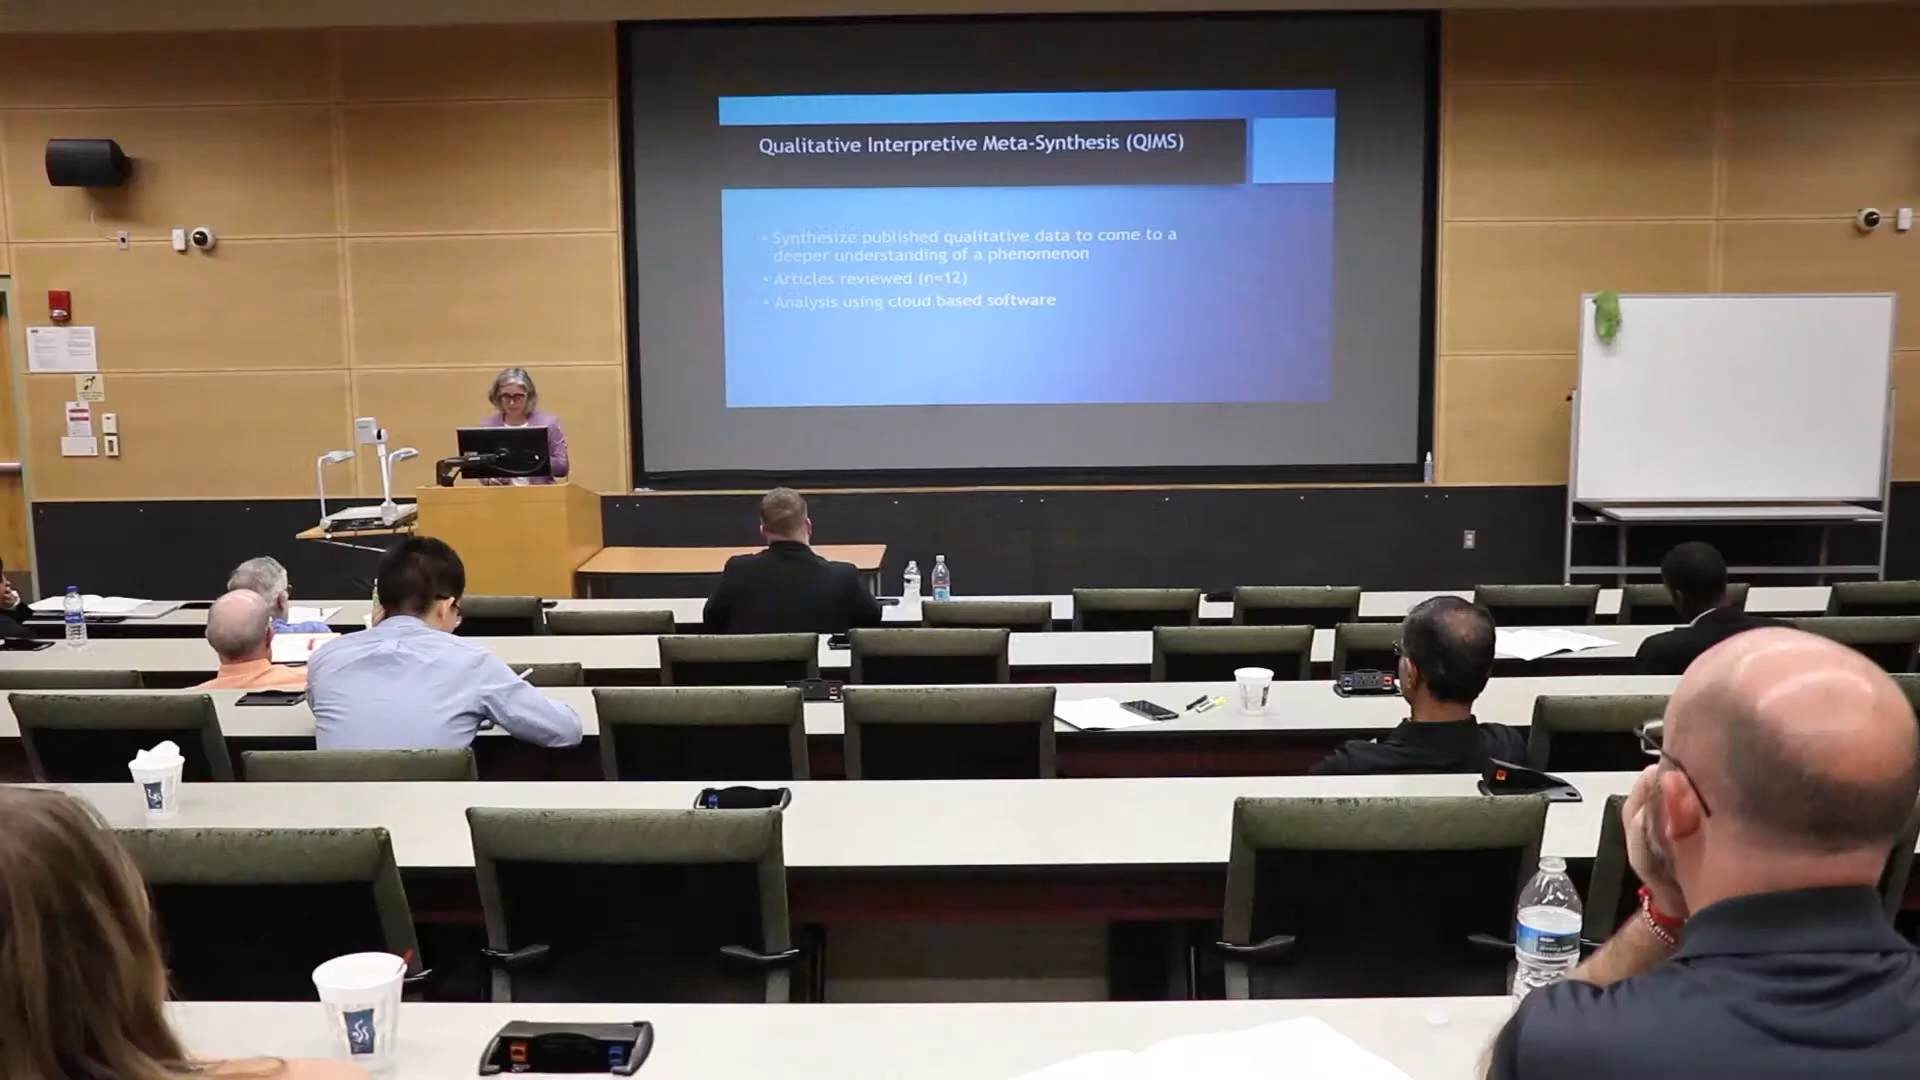 Qualitative Interpretive Meta-Synthesis (QIMS)
• Synthesize published qualitative data to come to a
deeper understanding of a phenomenon
• Articles reviewed (n=12)
• Analysis using cloud based software